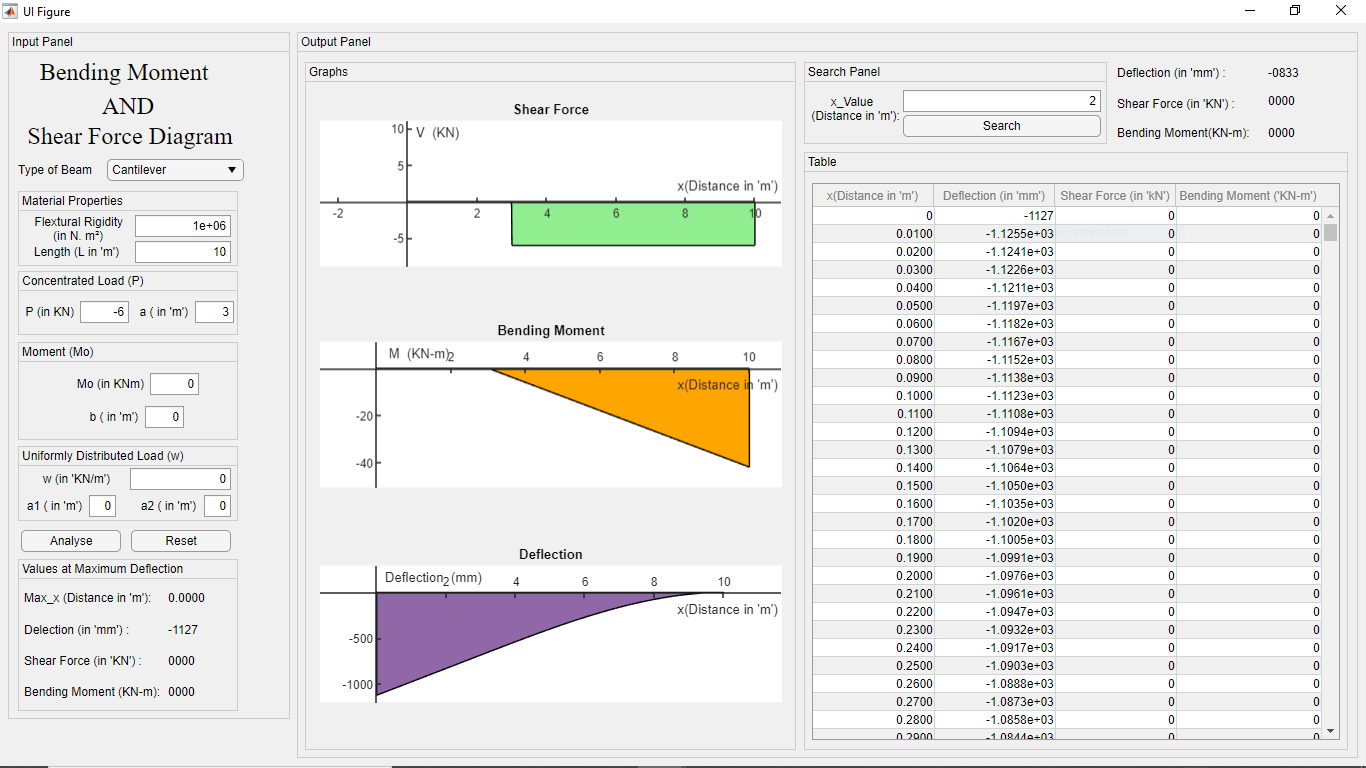 UI Figure
Input Panel
Bending Moment
AND
Shear Force Diagram
Type of Beam Cantilever
Material Properties
Flextural Rigidity
(in N. m²) 1e+06
Length (L in 'm') 10
Concentrated Load (P)
P (in KN) -6 a ( in 'm') 3
Moment (Mo)
Mo (in KNm) 0
b ( in 'm') 0
Uniformly Distributed Load (w)
w (in 'KN/m') 0
a1 ( in 'm') 0 a2 ( in 'm') 0
Analyse Reset
Values at Maximum Deflection
Max_x (Distance in 'm'): 0.0000
Delection (in 'mm') : -1127
Shear Force (in 'KN') : 0000
Bending Moment (KN-m): 0000
Output Panel
Graphs
Shear Force
10 V (KN)
5
x(Distance in 'm')
-2 2 4 6 8 10
-5
Bending Moment
M (KN-m) 2 4 6 8 10
x(Distance in 'm')
-20
-40
Deflection
Deflection (mm) 2 4 6 8 10
x(Distance in 'm')
-500
-1000
Search Panel
x_Value
(Distance in 'm'): 2
Search
Deflection (in 'mm') : -0833
Shear Force (in 'KN') : 0000
Bending Moment(KN-m): 0000
Table
x(Distance in 'm') Deflection (in 'mm') Shear Force (in 'kN') Bending Moment ('KN-m')
0 -1127 0 0
0.0100 -1.1255e+03 0 0
0.0200 -1.1241e+03 0 0
0.0300 -1.1226e+03 0 0
0.0400 -1.1211e+03 0 0
0.0500 -1.1197e+03 0 0
0.0600 -1.1182e+03 0 0
0.0700 -1.1167e+03 0 0
0.0800 -1.1152e+03 0 0
0.0900 -1.1138e+03 0 0
0.1000 -1.1123e+03 0 0
0.1100 -1.1108e+03 0 0
0.1200 -1.1094e+03 0 0
0.1300 -1.1079e+03 0 0
0.1400 -1.1064e+03 0 0
0.1500 -1.1050e+03 0 0
0.1600 -1.1035e+03 0 0
0.1700 -1.1020e+03 0 0
0.1800 -1.1005e+03 0 0
0.1900 -1.0991e+03 0 0
0.2000 -1.0976e+03 0 0
0.2100 -1.0961e+03 0 0
0.2200 -1.0947e+03 0 0
0.2300 -1.0932e+03 0 0
0.2400 -1.0917e+03 0 0
0.2500 -1.0903e+03 0 0
0.2600 -1.0888e+03 0 0
0.2700 -1.0873e+03 0 0
0.2800 -1.0858e+03 0 0
0.2900 -1.0844e+03 0 0